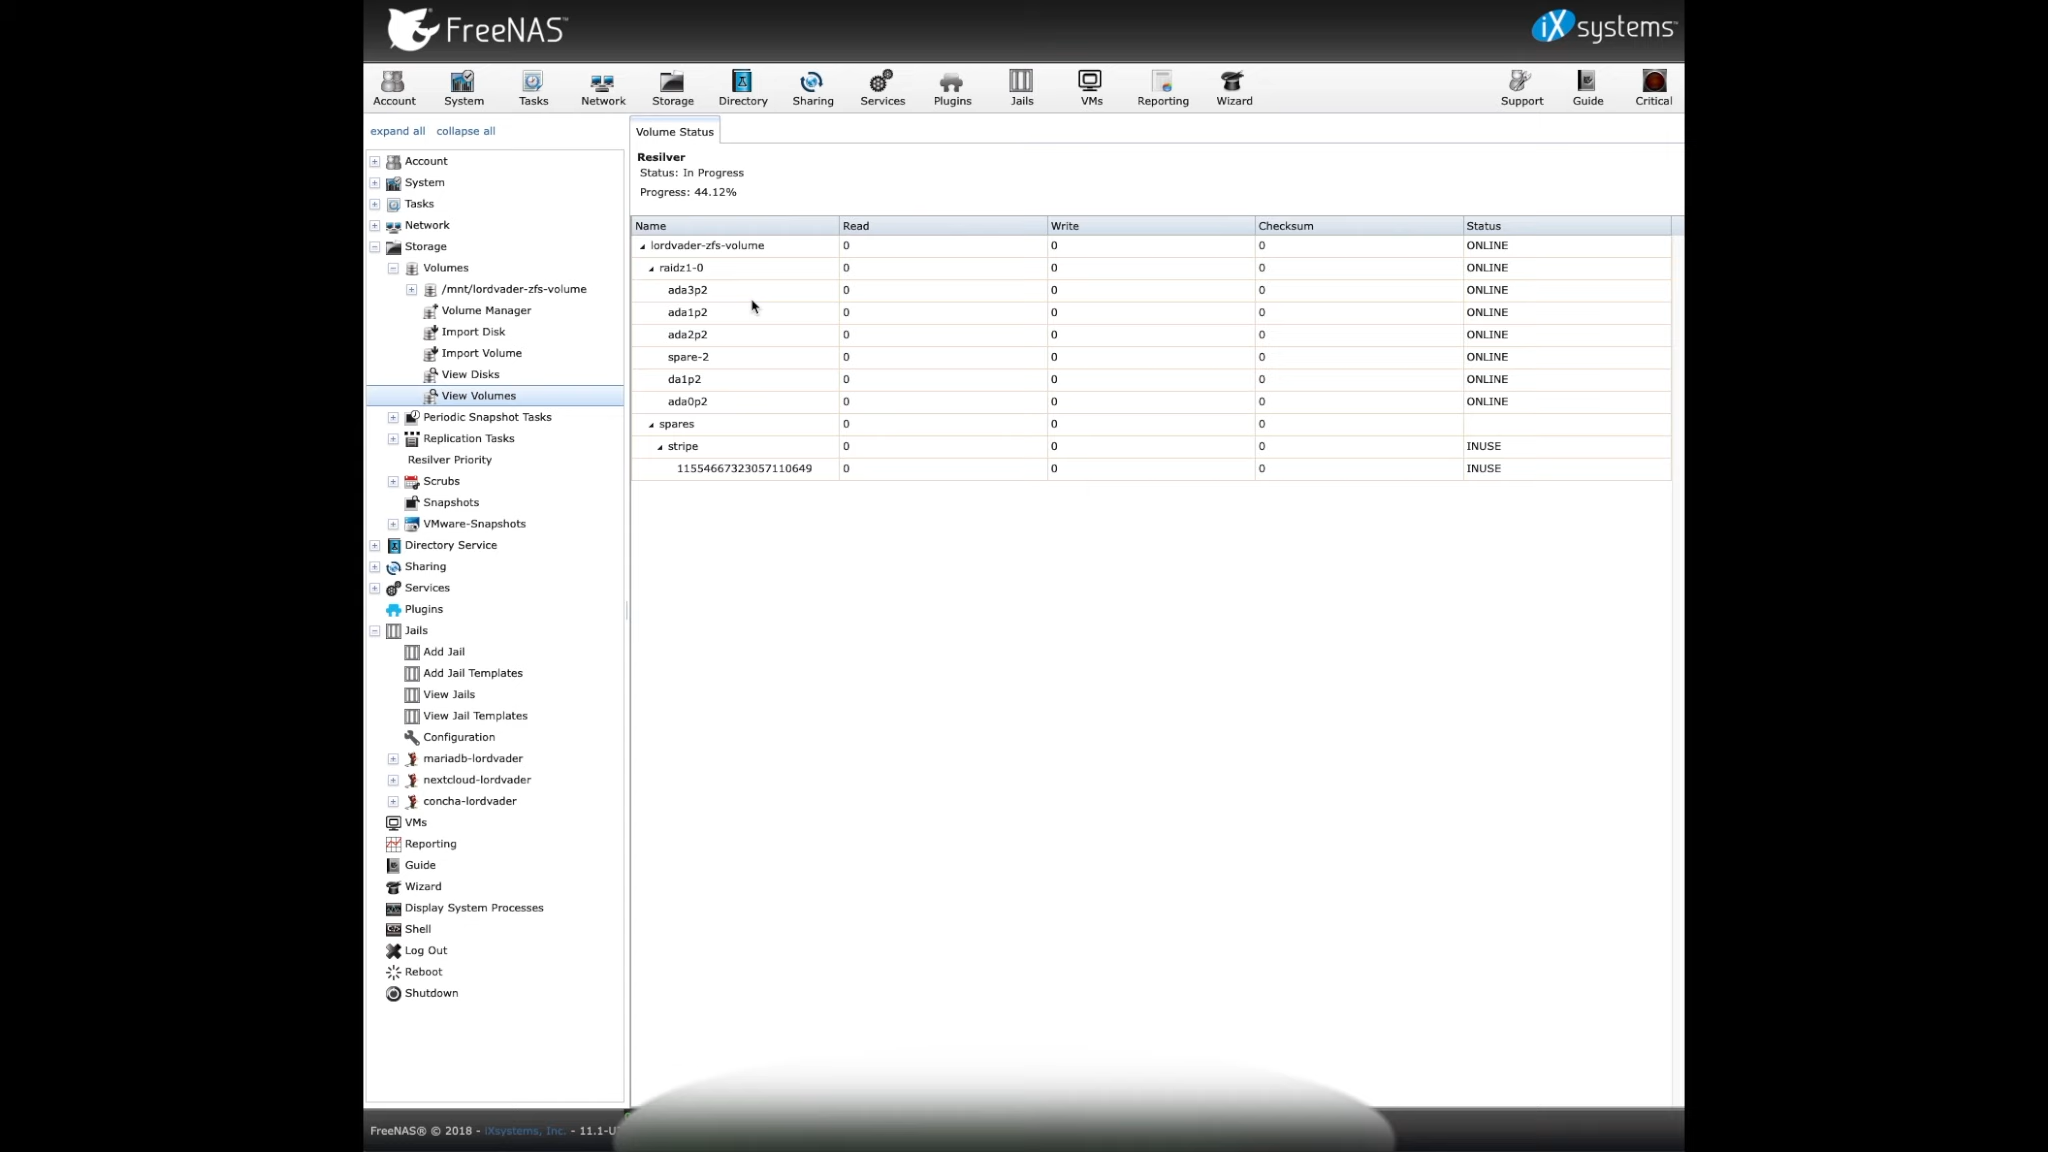 FreeNAS™
iXsystems™
Account System Tasks Network Storage Directory Sharing Services Plugins Jails VMs Reporting Wizard Support Guide Critical
expand all collapse all
Account
System
Tasks
Network
Storage
Volumes
/mnt/lordvader-zfs-volume
Volume Manager
Import Disk
Import Volume
View Disks
View Volumes
Periodic Snapshot Tasks
Replication Tasks
Resilver Priority
Scrubs
Snapshots
VMware-Snapshots
Directory Service
Sharing
Services
Plugins
Jails
Add Jail
Add Jail Templates
View Jails
View Jail Templates
Configuration
mariadb-lordvader
nextcloud-lordvader
concha-lordvader
VMs
Reporting
Guide
Wizard
Display System Processes
Shell
Log Out
Reboot
Shutdown
Volume Status
Resilver
Status: In Progress
Progress: 44.12%
Name Read Write Checksum Status
lordvader-zfs-volume 0 0 0 ONLINE
raidz1-0 0 0 0 ONLINE
ada3p2 0 0 0 ONLINE
ada1p2 0 0 0 ONLINE
ada2p2 0 0 0 ONLINE
spare-2 0 0 0 ONLINE
da1p2 0 0 0 ONLINE
ada0p2 0 0 0 ONLINE
spares 0 0 0
stripe 0 0 0 INUSE
11554667323057110649 0 0 0 INUSE
FreeNAS® © 2018 - iXsystems, Inc. - 11.1-U